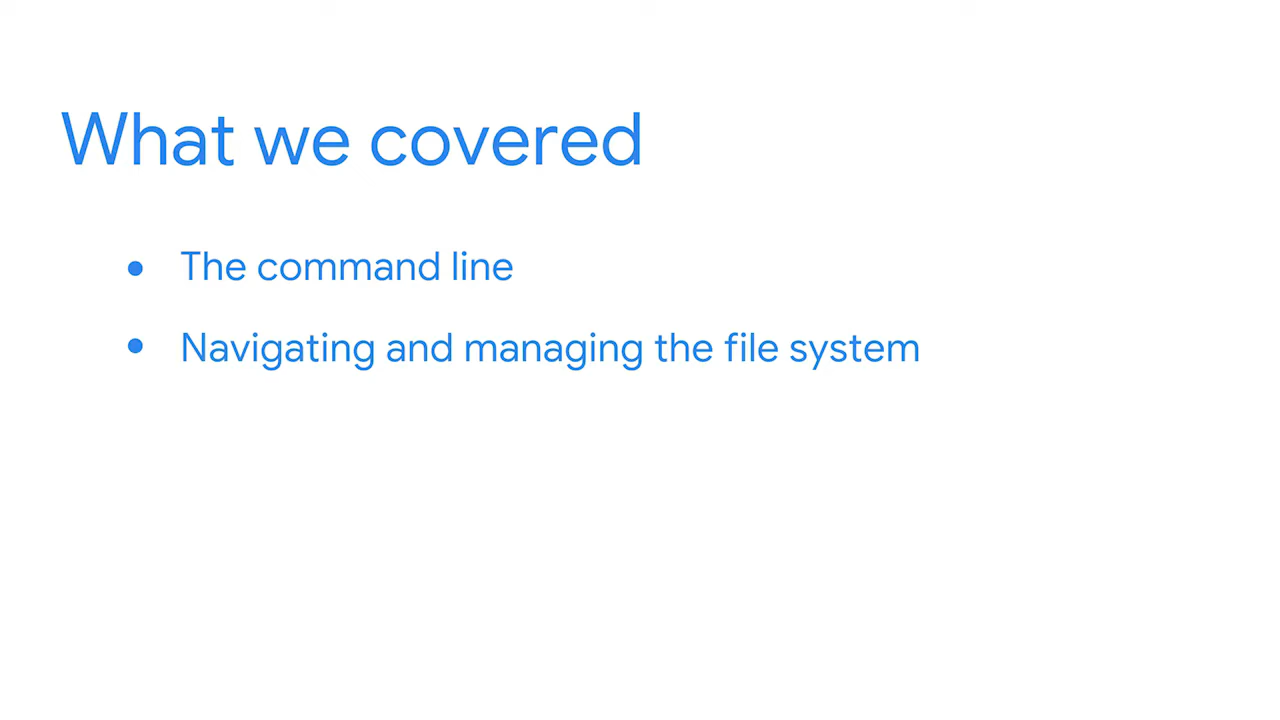 What we covered
• The command line
• Navigating and managing the file system